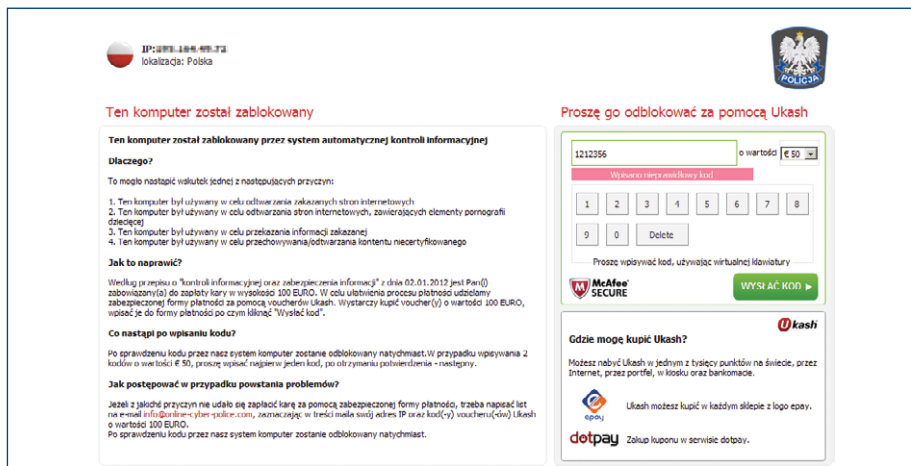 IP:
lokalizacja: Polska
POLICJA
Ten komputer został zablokowany
Ten komputer został zablokowany przez system automatycznej kontroli informacyjnej
Dlaczego?
To mogło nastąpić wskutek jednej z następujących przyczyn:
1. Ten komputer był używany w celu odtwarzania zakazanych stron internetowych
2. Ten komputer był używany w celu odtwarzania stron internetowych, zawierających elementy pornografii
dziecięcej
3. Ten komputer był używany w celu przekazania informacji zakazanej
4. Ten komputer był używany w celu przechowywania/odtwarzania kontentu niecertyfikowanego
Jak to naprawić?
Według przepisu o "kontroli informacyjnej oraz zabezpieczenia informacji" z dnia 02.01.2012 jest Pan(i)
zobowiązany(a) do zapłaty kary w wysokości 100 EURO. W celu ułatwienia procesu płatności udzielamy
zabezpieczonej formy płatności za pomocą voucherów Ukash. Wystarczy kupić voucher(y) o wartości 100 EURO,
wpisać je do formy płatności po czym kliknąć "Wysłać kod".
Co nastąpi po wpisaniu kodu?
Po sprawdzeniu kodu przez nasz system komputer zostanie odblokowany natychmiast.W przypadku wpisywania 2
kodów o wartości € 50, proszę wpisać najpierw jeden kod, po otrzymaniu potwierdzenia - następny.
Jak postępować w przypadku powstania problemów?
Jeżeli z jakichś przyczyn nie udało się zapłacić karę za pomocą zabezpieczonej formy płatności, trzeba napisać list
na e-mail info@online-cyber-police.com, zaznaczając w treści maila swój adres IP oraz kod(-y) voucheru(-ów) Ukash
o wartości 100 EURO.
Po sprawdzeniu kodu przez nasz system komputer zostanie odblokowany natychmiast.
Proszę go odblokować za pomocą Ukash
1212356 o wartości € 50
Wpisano nieprawidłowy kod
1 2 3 4 5 6 7 8
9 0 Delete
Proszę wpisywać kod, używając wirtualnej klawiatury
McAfee
SECURE
WYSŁAĆ KOD
Ukash
Gdzie mogę kupić Ukash?
Możesz nabyć Ukash w jednym z tysięcy punktów na świecie, przez
Internet, przez portfel, w kiosku oraz bankomacie.
epay
Ukash możesz kupić w każdym sklepie z logo epay.
dotpay Zakup kuponu w serwisie dotpay.